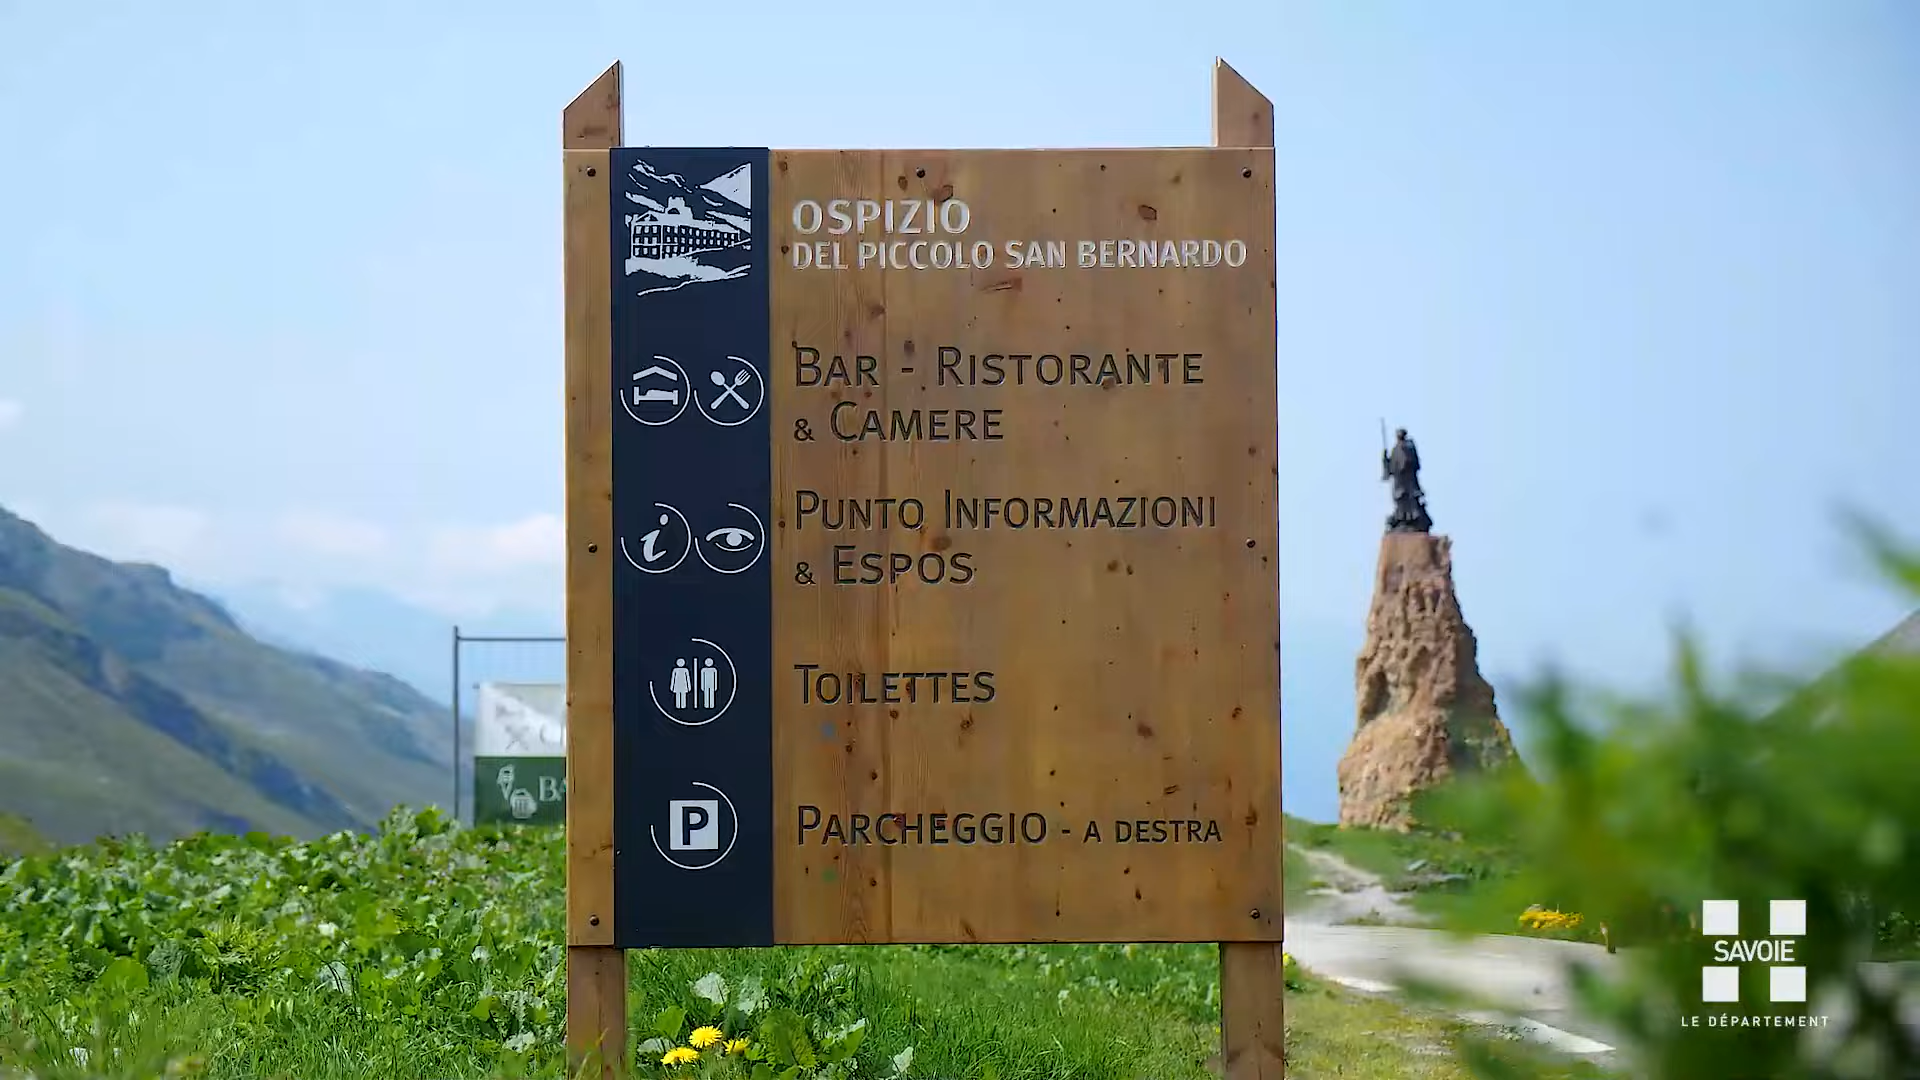 OSPIZIO
DEL PICCOLO SAN BERNARDO
BAR - RISTORANTE
& CAMERE
PUNTO INFORMAZIONI
& ESPOS
TOILETTES
P
PARCHEGGIO - A DESTRA
SAVOIE
LE DÉPARTEMENT